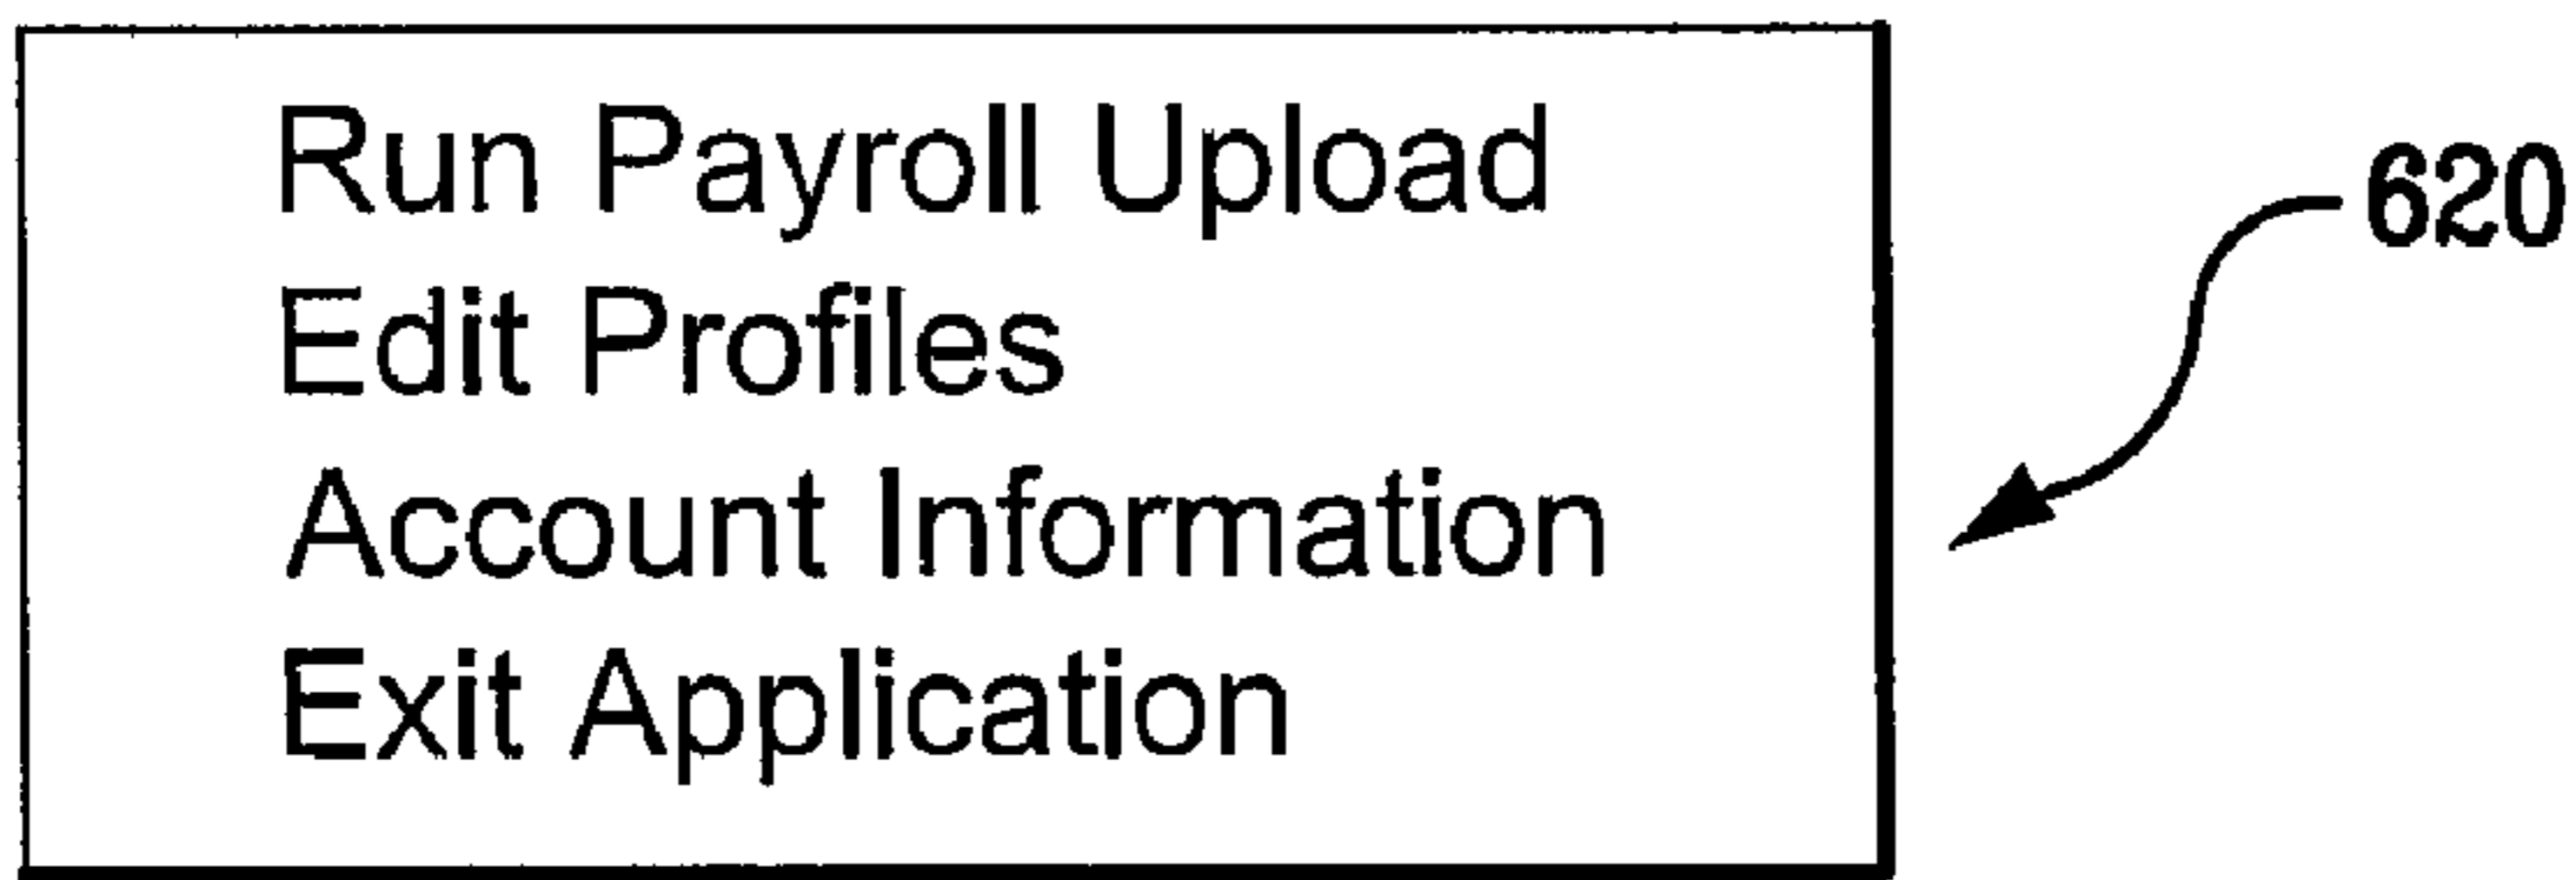 Run Payroll Upload
Edit Profiles
Account Information
Exit Application
620